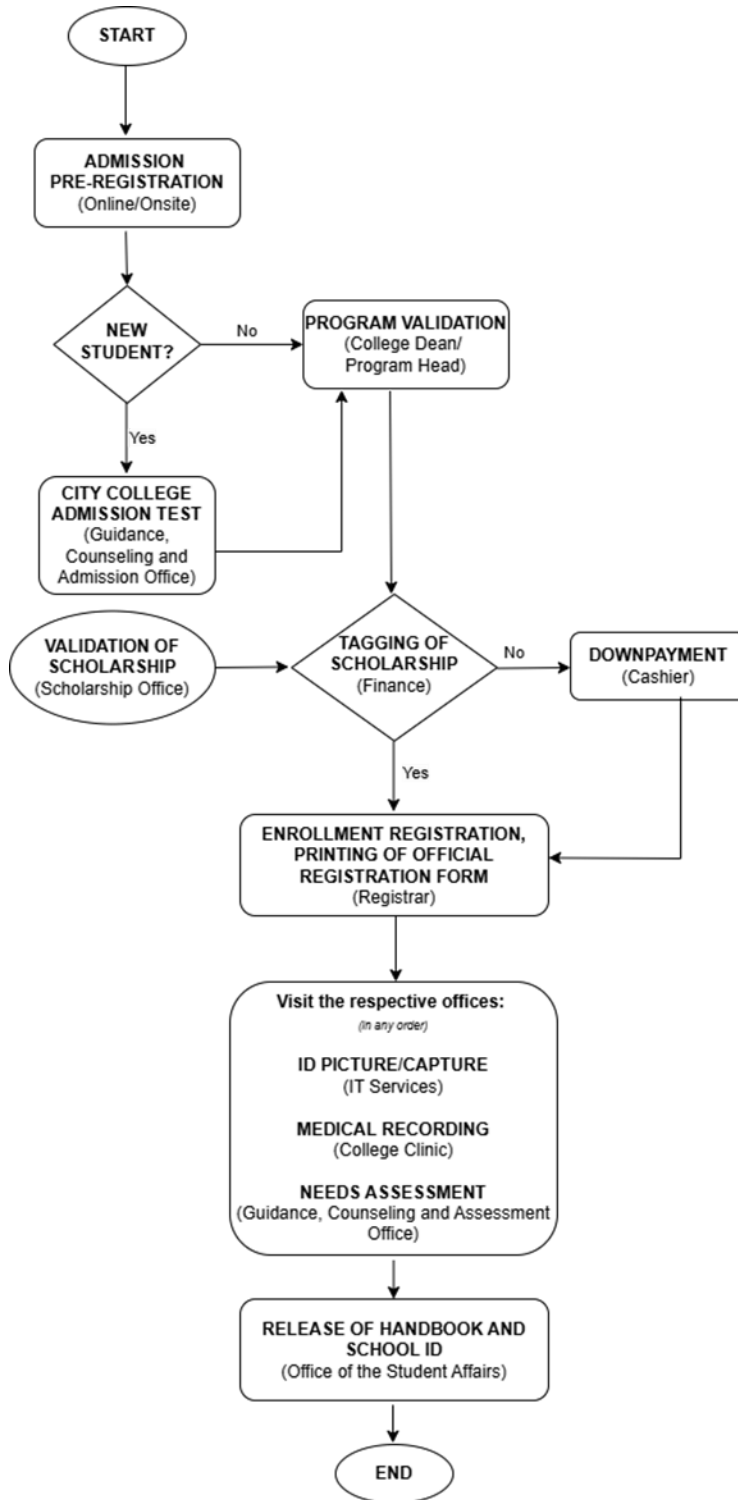 START
ADMISSION
PRE-REGISTRATION
(Online/Onsite)
NEW
STUDENT?
No
PROGRAM VALIDATION
(College Dean/
Program Head)
Yes
CITY COLLEGE
ADMISSION TEST
(Guidance,
Counseling and
Admission Office)
VALIDATION OF
SCHOLARSHIP
(Scholarship Office)
TAGGING OF
SCHOLARSHIP
(Finance)
No
DOWNPAYMENT
(Cashier)
Yes
ENROLLMENT REGISTRATION,
PRINTING OF OFFICIAL
REGISTRATION FORM
(Registrar)
Visit the respective offices:
(in any order)
ID PICTURE/CAPTURE
(IT Services)
MEDICAL RECORDING
(College Clinic)
NEEDS ASSESSMENT
(Guidance, Counseling and Assessment
Office)
RELEASE OF HANDBOOK AND
SCHOOL ID
(Office of the Student Affairs)
END